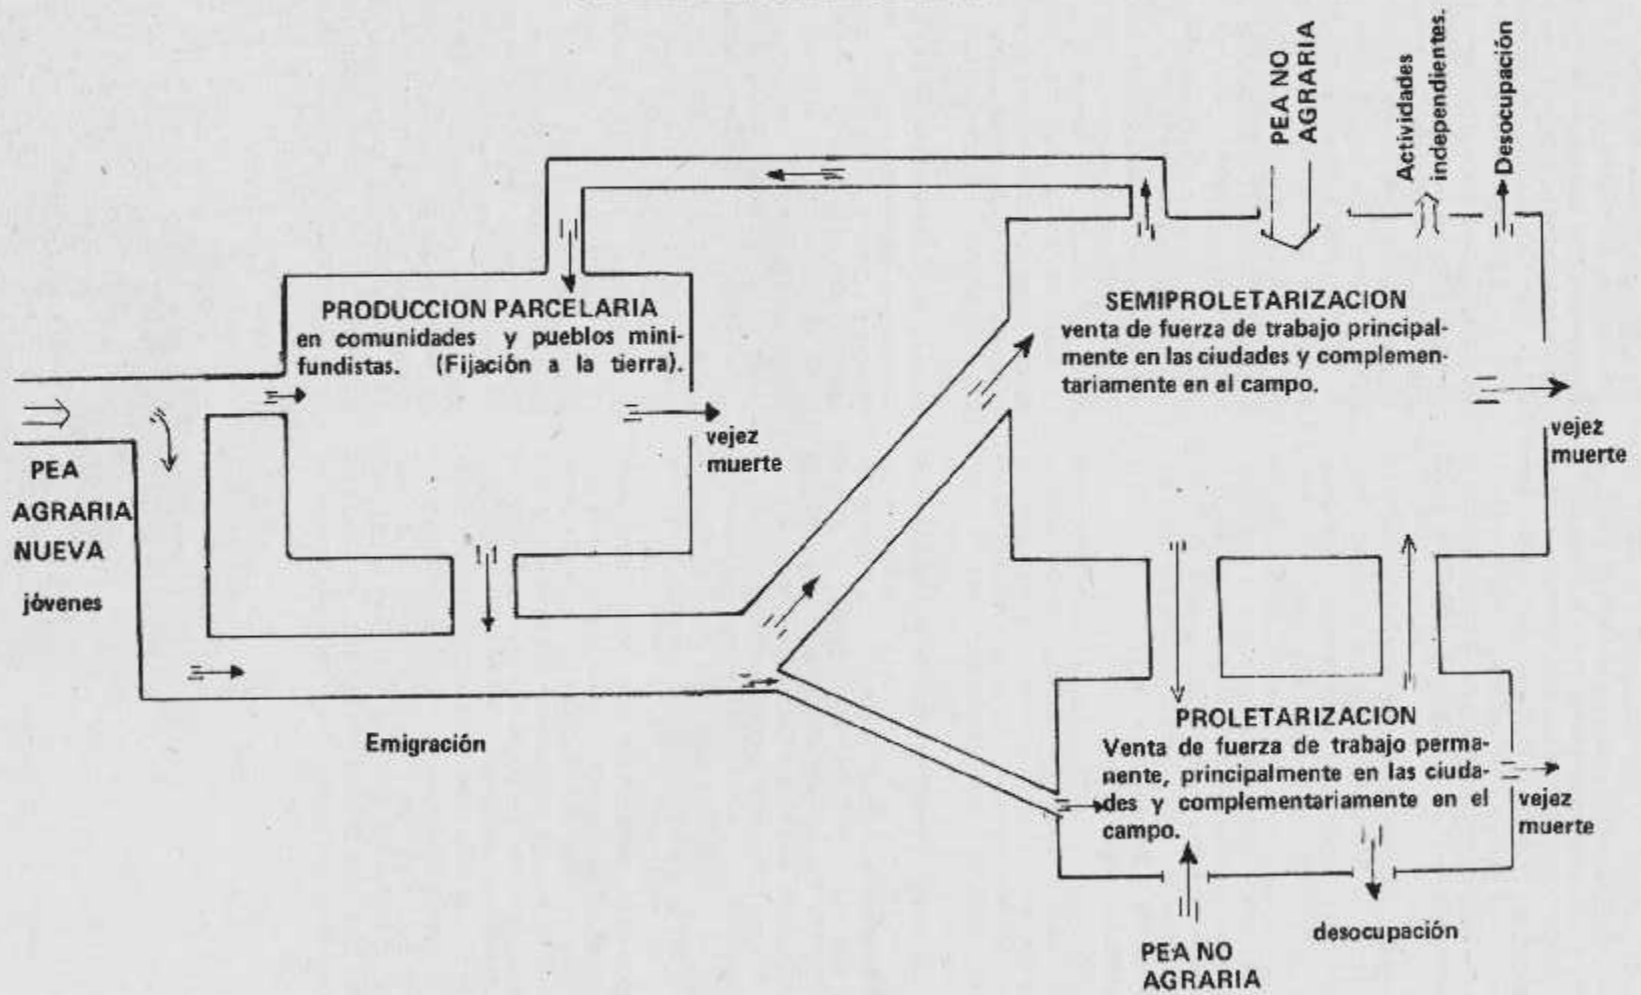 PEA NO
AGRARIA
Actividades
independientes.
Desocupación
PRODUCCION PARCELARIA
en comunidades y pueblos mini-
fundistas. (Fijación a la tierra).
SEMIPROLETARIZACION
venta de fuerza de trabajo principal-
mente en las ciudades y complemen-
tariamente en el campo.
vejez
muerte
vejez
muerte
PEA
AGRARIA
NUEVA
jóvenes
Emigración
PROLETARIZACION
Venta de fuerza de trabajo perma-
nente, principalmente en las ciuda-
des y complementariamente en el
campo.
vejez
muerte
desocupación
PEA NO
AGRARIA